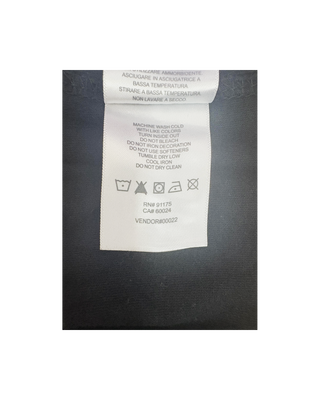 ASCIUGARE IN ASCIUGATRICE A
BASSA TEMPERATURA
STIRARE A BASSA TEMPERATURA
NON LAVARE A SECCO
MACHINE WASH COLD
WITH LIKE COLORS
TURN INSIDE OUT
DO NOT BLEACH
DO NOT IRON DECORATION
DO NOT USE SOFTENERS
TUMBLE DRY LOW
COOL IRON
DO NOT DRY CLEAN
RN# 91175
CA# 60024
VENDOR#00022